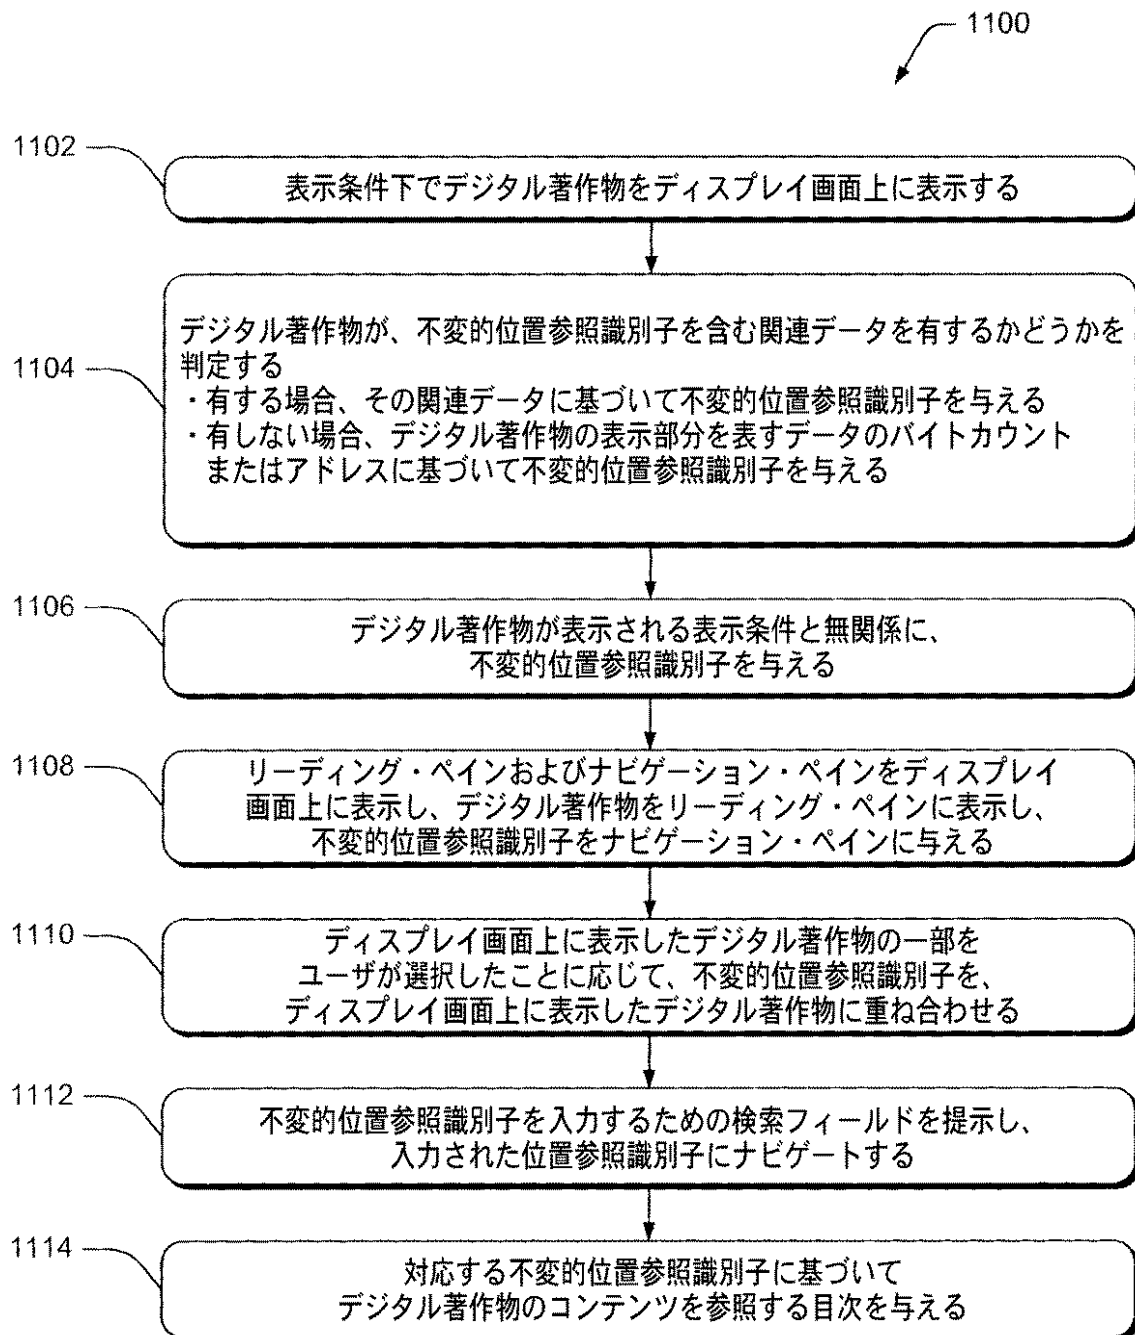 1100
1102
表示条件下でデジタル著作物をディスプレイ画面上に表示する
1104
デジタル著作物が、不変的位置参照識別子を含む関連データを有するかどうかを
判定する
・有する場合、その関連データに基づいて不変的位置参照識別子を与える
・有しない場合、デジタル著作物の表示部分を表すデータのバイトカウント
またはアドレスに基づいて不変的位置参照識別子を与える
1106
デジタル著作物が表示される表示条件と無関係に、
不変的位置参照識別子を与える
1108
リーディング・ペインおよびナビゲーション・ペインをディスプレイ
画面上に表示し、デジタル著作物をリーディング・ペインに表示し、
不変的位置参照識別子をナビゲーション・ペインに与える
1110
ディスプレイ画面上に表示したデジタル著作物の一部を
ユーザが選択したことに応じて、不変的位置参照識別子を、
ディスプレイ画面上に表示したデジタル著作物に重ね合わせる
1112
不変的位置参照識別子を入力するための検索フィールドを提示し、
入力された位置参照識別子にナビゲートする
1114
対応する不変的位置参照識別子に基づいて
デジタル著作物のコンテンツを参照する目次を与える